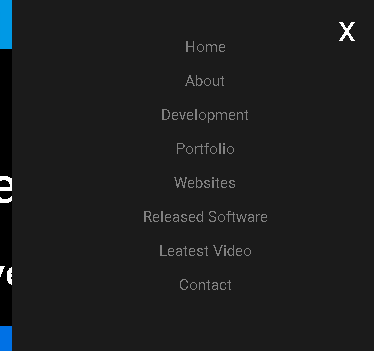 X
Home
About
Development
Portfolio
Websites
Released Software
Leatest Video
Contact